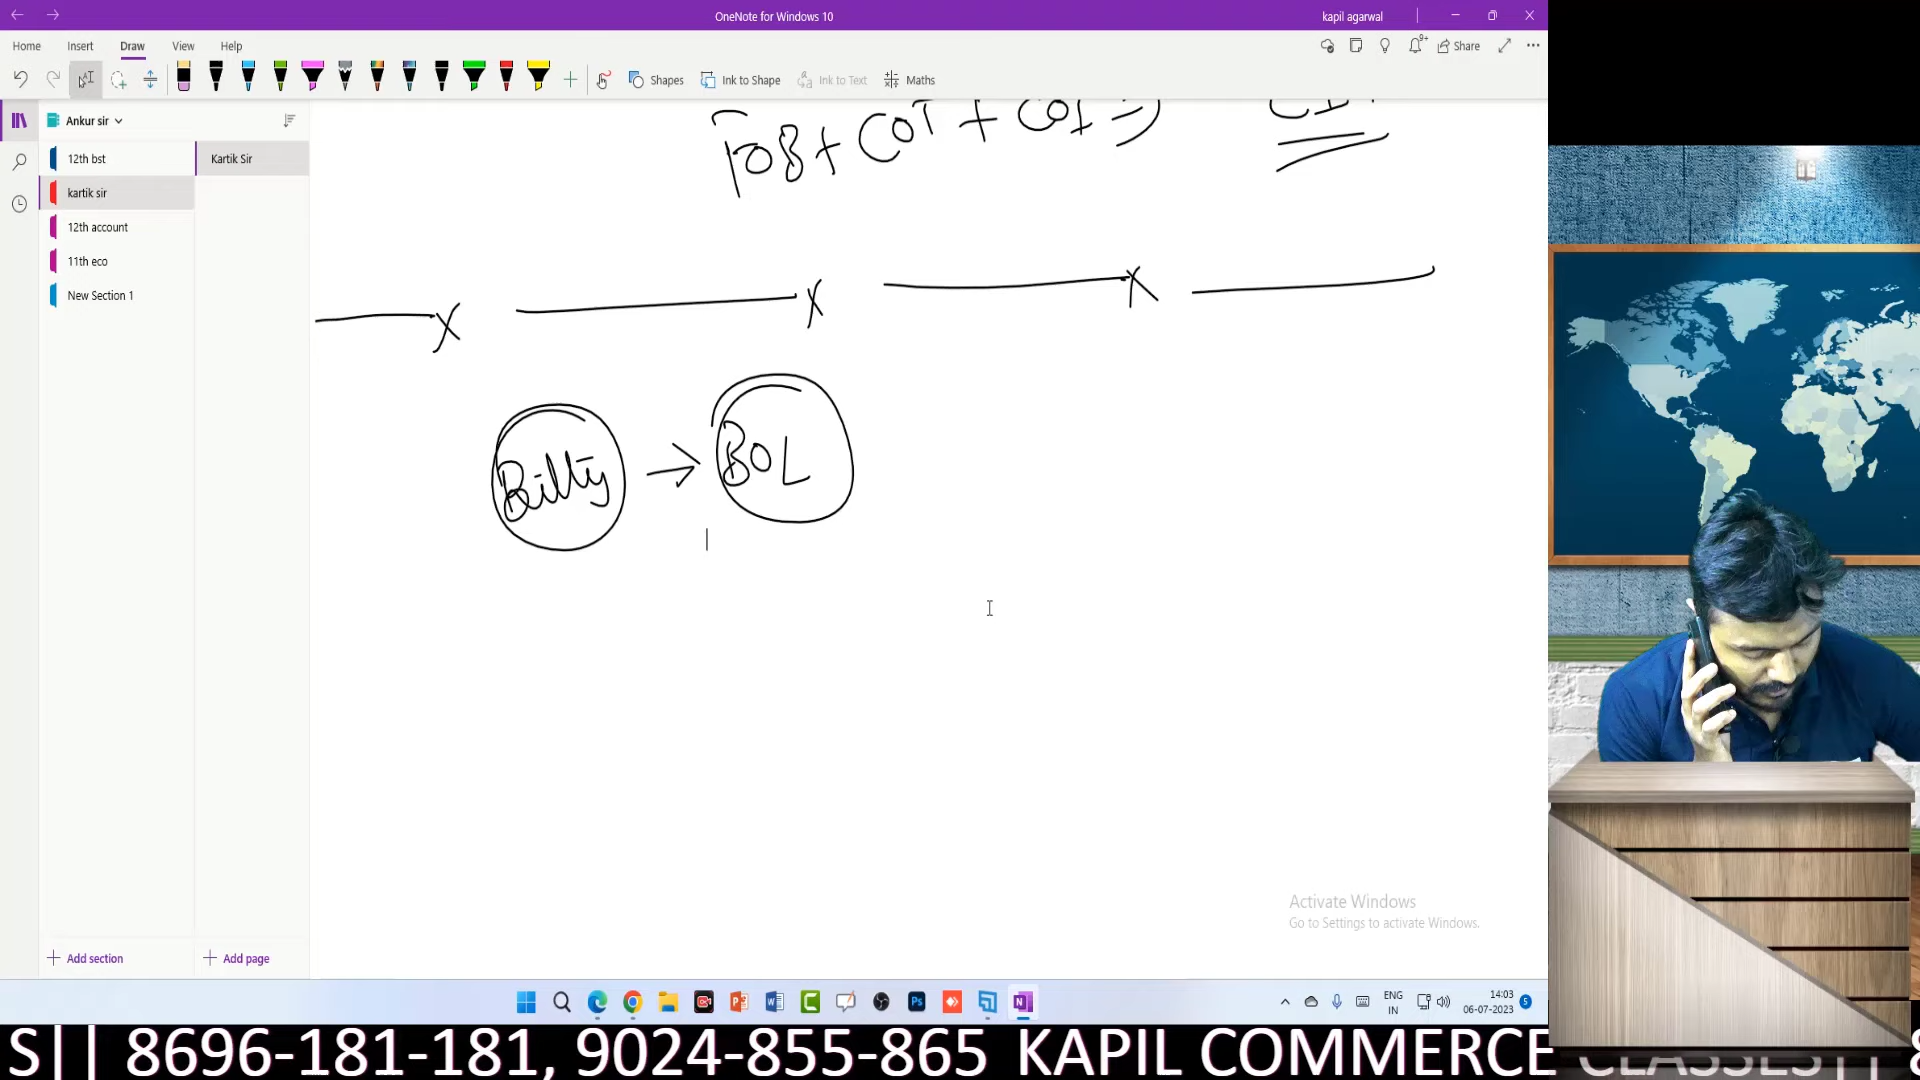 OneNote for Windows 10
kapil agarwal
Home Insert Draw View Help
9+ Share
Shapes Ink to Shape Ink to Text Maths
Ankur sir
12th bst
kartik sir
12th account
11th eco
New Section 1
Kartik Sir
FOB + COT + COI =)
X X X
Billty → BOL
Activate Windows
Go to Settings to activate Windows.
Add section Add page
ENG
IN
14:03
06-07-2023
5
S|| 8696-181-181, 9024-855-865 KAPIL COMMERCE CLASSES||